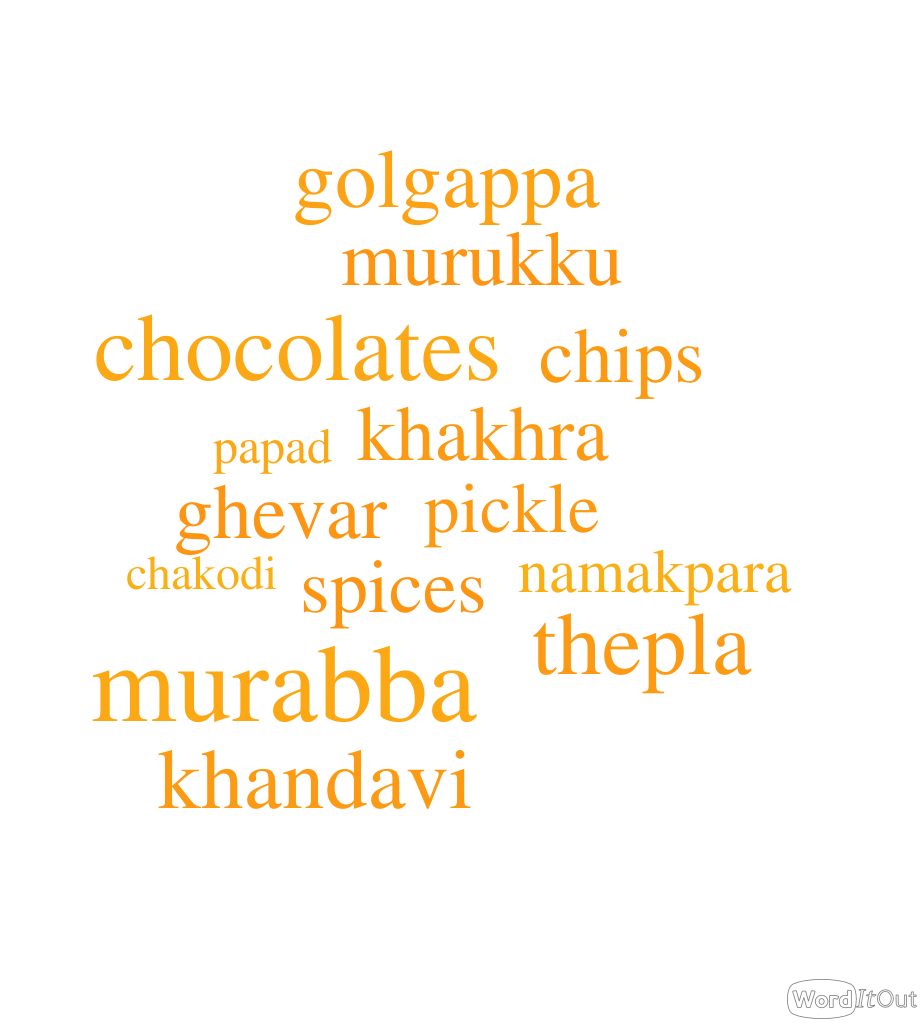 golgappa
murukku
chocolates chips
papad khakhra
ghevar pickle
chakodi spices namakpara
thepla
murabba
khandavi
WordItOut